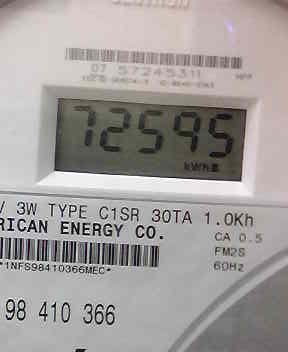 07 57245311
72595
kWh
/ 3W TYPE C1SR 30TA 1.0Kh
RICAN ENERGY CO.
CA 0.5
FM2S
60Hz
*1NFS98410366MEC*
98 410 366